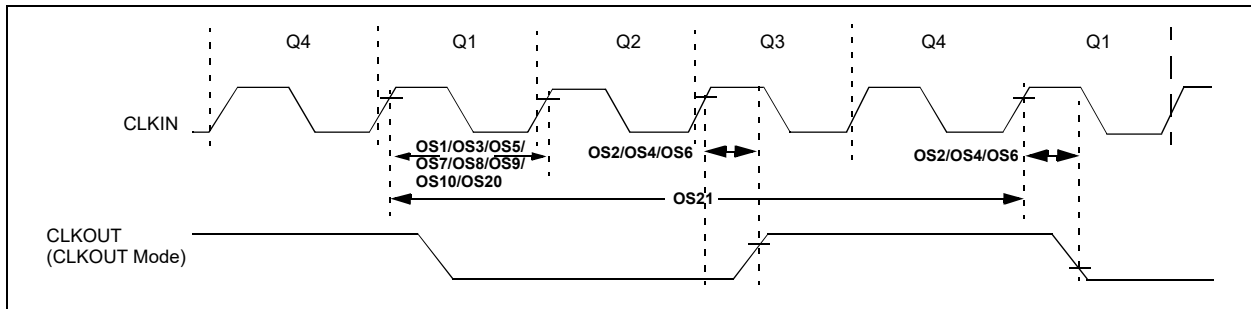 Q4 Q1 Q2 Q3 Q4 Q1
CLKIN
OS1/OS3/OS5/
OS7/OS8/OS9/
OS10/OS20
OS2/OS4/OS6
OS2/OS4/OS6
OS21
CLKOUT
(CLKOUT Mode)